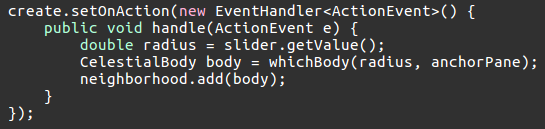 create.setOnAction(new EventHandler<ActionEvent>() {
    public void handle(ActionEvent e) {
        double radius = slider.getValue();
        CelestialBody body = whichBody(radius, anchorPane);
        neighborhood.add(body);
    }
});